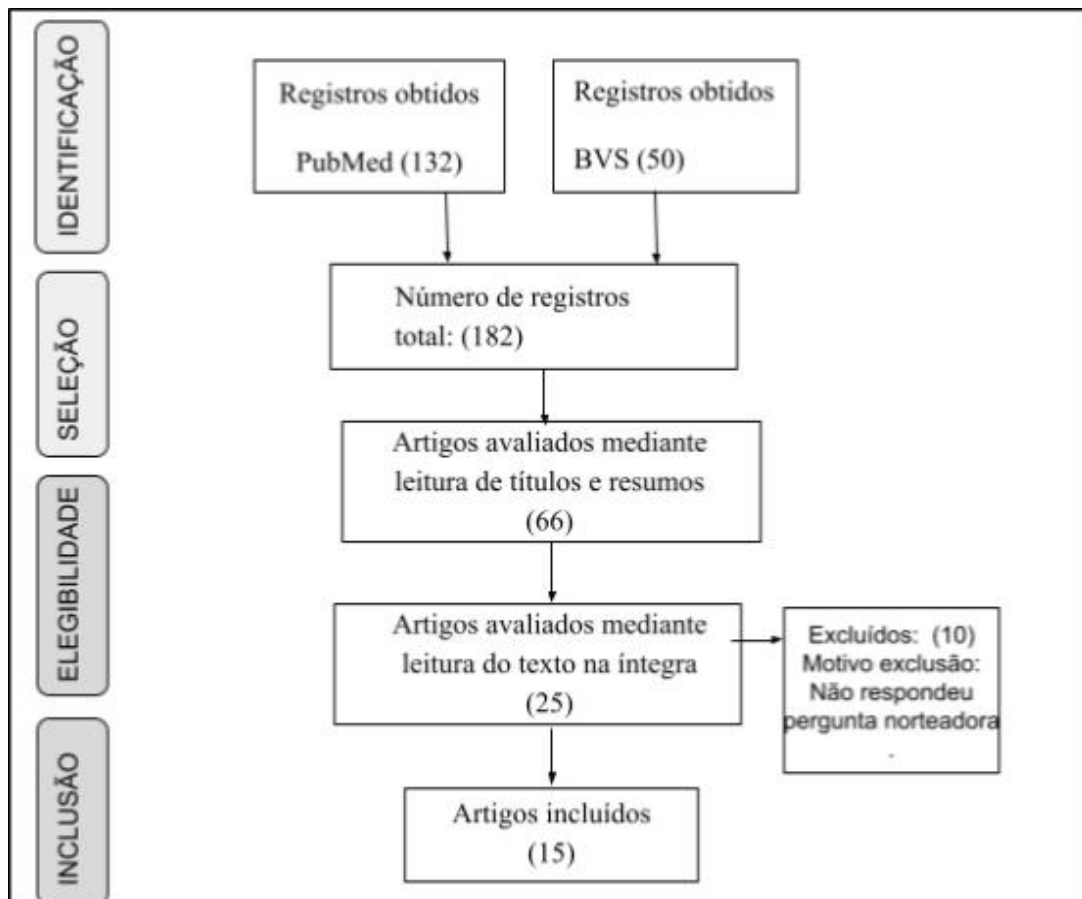 IDENTIFICAÇÃO
Registros obtidos
PubMed (132)
Registros obtidos
BVS (50)
SELEÇÃO
Número de registros
total: (182)
Artigos avaliados mediante
leitura de títulos e resumos
(66)
ELEGIBILIDADE
Artigos avaliados mediante
leitura do texto na íntegra
(25)
Excluídos: (10)
Motivo exclusão:
Não respondeu
pergunta norteadora
.
INCLUSÃO
Artigos incluídos
(15)